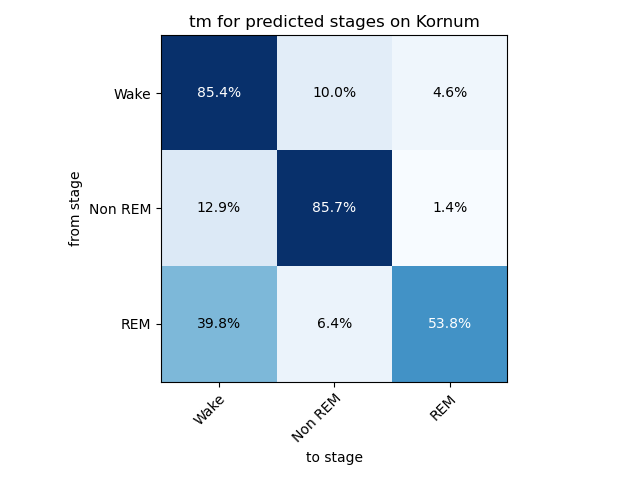 tm for predicted stages on Kornum
Wake
85.4%
10.0%
4.6%
Non REM
12.9%
85.7%
1.4%
REM
39.8%
6.4%
53.8%
from stage
Wake
Non REM
REM
to stage